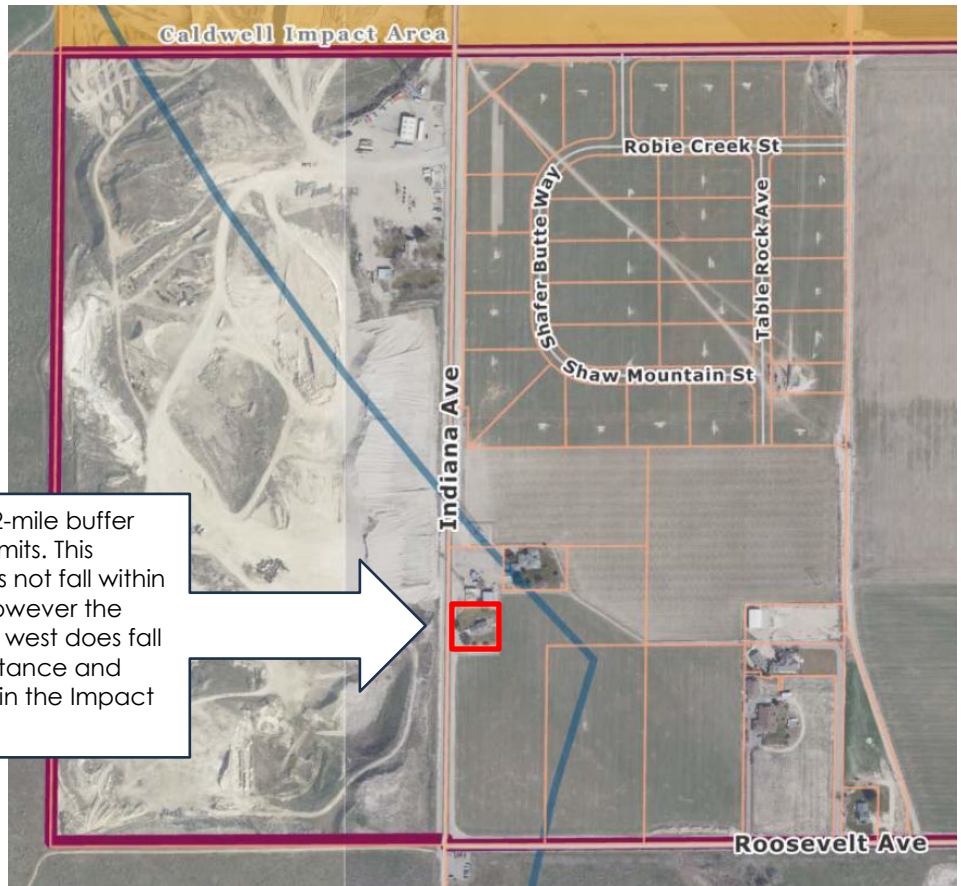 Caldwell Impact Area
Robie Creek St
Shafer Butte Way
Table Rock Ave
Shaw Mountain St
Indiana Ave
2-mile buffer
mits. This
s not fall within
owever the
west does fall
tance and
in the Impact
Roosevelt Ave